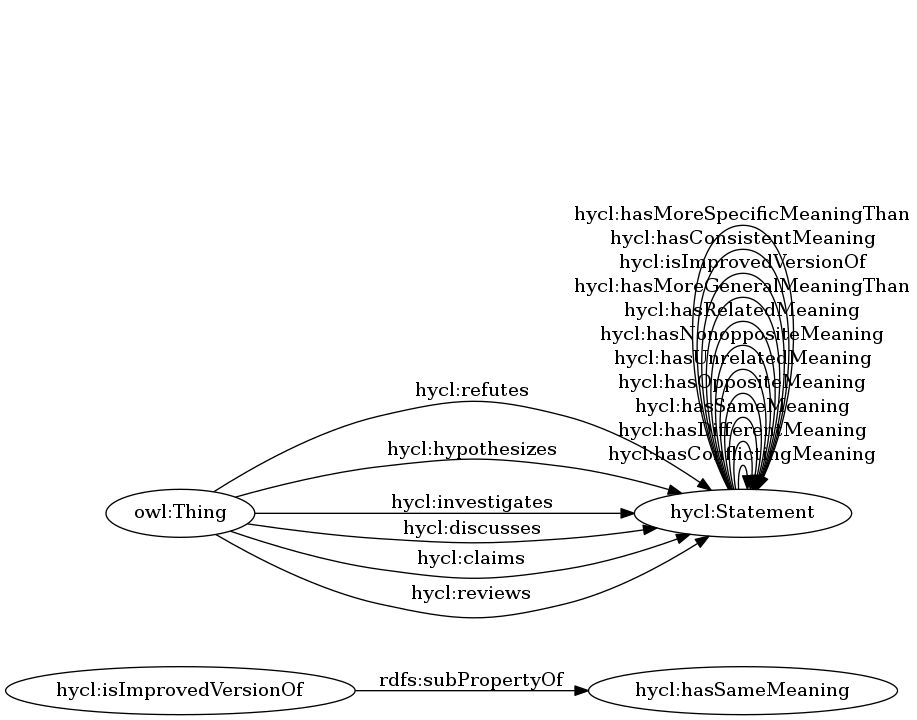 hycl:hasMoreSpecificMeaningThan
hycl:hasConsistentMeaning
hycl:isImprovedVersionOf
hycl:hasMoreGeneralMeaningThan
hycl:hasRelatedMeaning
hycl:hasNonoppositeMeaning
hycl:hasUnrelatedMeaning
hycl:hasOppositeMeaning
hycl:hasSameMeaning
hycl:hasDifferentMeaning
hycl:hasConflictingMeaning
hycl:refutes
hycl:hypothesizes
hycl:investigates
owl:Thing
hycl:Statement
hycl:discusses
hycl:claims
hycl:reviews
hycl:isImprovedVersionOf
rdfs:subPropertyOf
hycl:hasSameMeaning